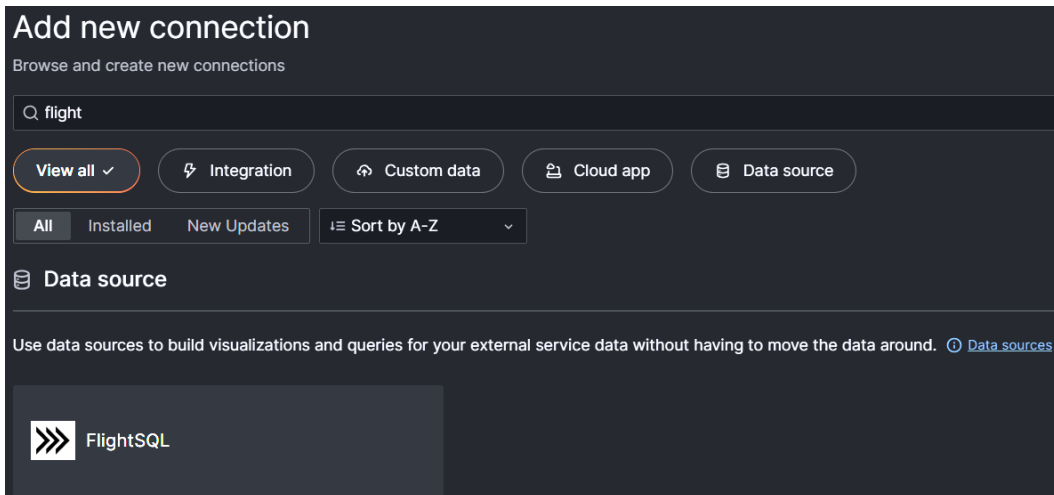 Add new connection
Browse and create new connections
flight
View all Integration Custom data Cloud app Data source
All Installed New Updates Sort by A-Z
Data source
Use data sources to build visualizations and queries for your external service data without having to move the data around. Data sources
FlightSQL